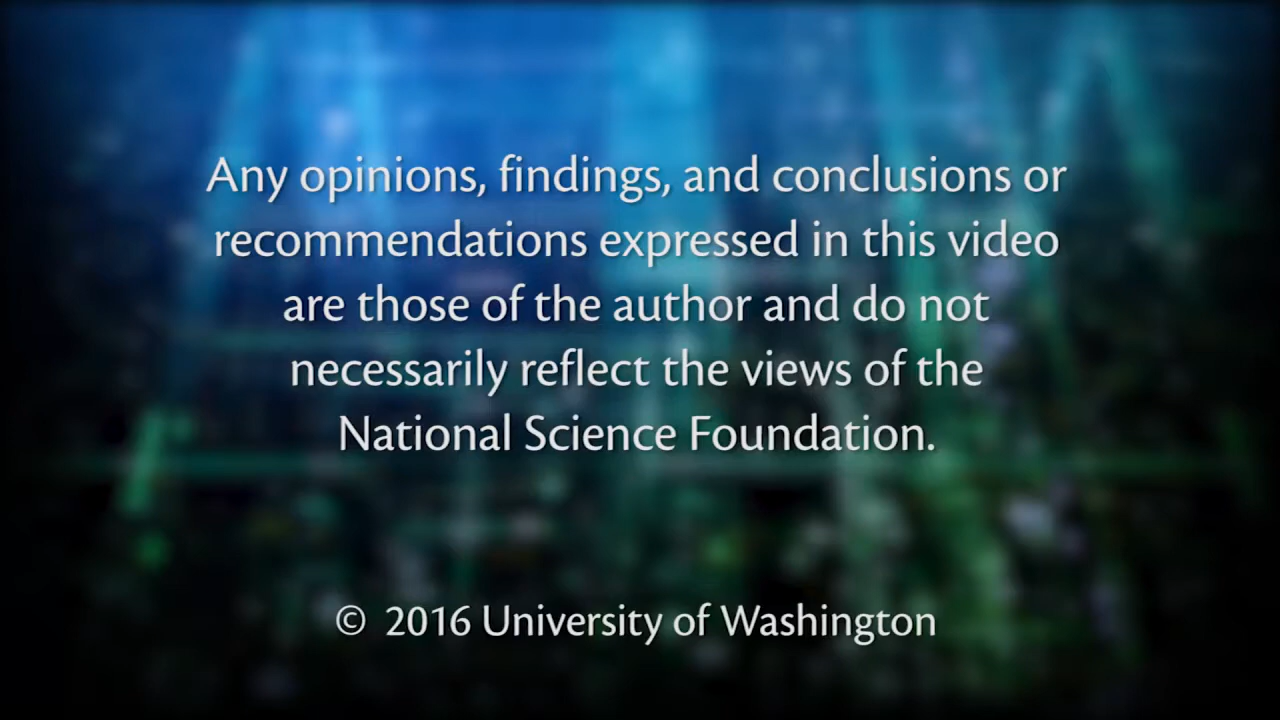 Any opinions, findings, and conclusions or
recommendations expressed in this video
are those of the author and do not
necessarily reflect the views of the
National Science Foundation.
© 2016 University of Washington